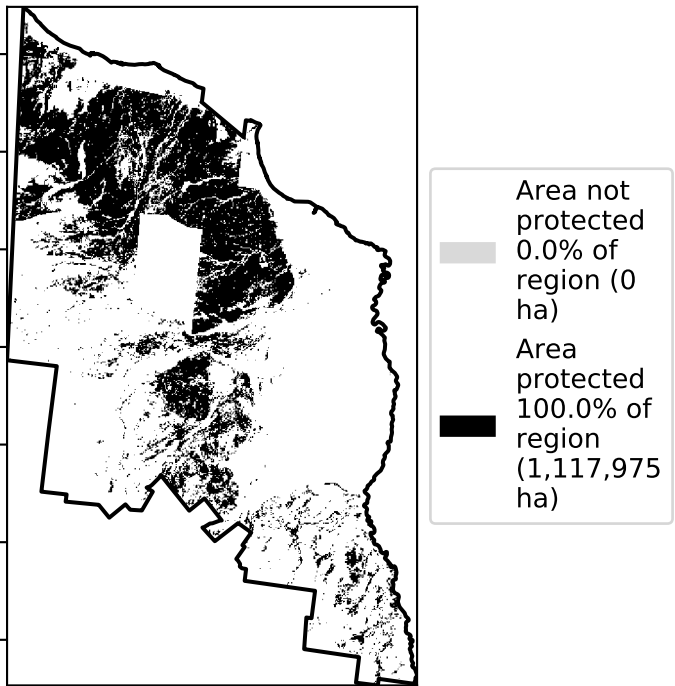 Area not
protected
0.0% of
region (0
ha)
Area
protected
100.0% of
region
(1,117,975
ha)